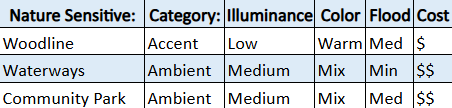 Nature Sensitive: Category: Illuminance Color Flood Cost
Woodline Accent Low Warm Med $
Waterways Ambient Medium Mix Min $$
Community Park Ambient Medium Mix Med $$